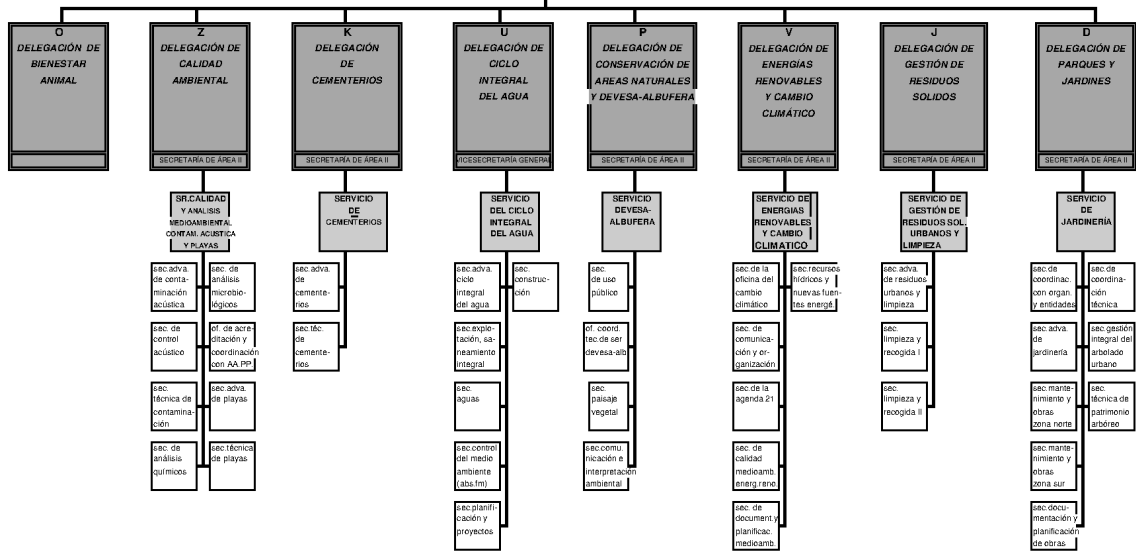 O
DELEGACIÓN DE
BIENESTAR
ANIMAL
Z
DELEGACIÓN DE
CALIDAD
AMBIENTAL
SECRETARÍA DE ÁREA II
K
DELEGACIÓN
DE
CEMENTERIOS
SECRETARÍA DE ÁREA II
U
DELEGACIÓN DE
CICLO
INTEGRAL
DEL AGUA
VICESECRETARÍA GENERAL
P
DELEGACIÓN DE
CONSERVACIÓN DE
AREAS NATURALES
Y DEVESA-ALBUFERA
SECRETARÍA DE ÁREA II
V
DELEGACIÓN DE
ENERGÍAS
RENOVABLES
Y CAMBIO
CLIMÁTICO
SECRETARÍA DE ÁREA II
J
DELEGACIÓN DE
GESTIÓN DE
RESIDUOS
SOLIDOS
SECRETARÍA DE ÁREA II
D
DELEGACIÓN DE
PARQUES Y
JARDINES
SECRETARÍA DE ÁREA II
SR.CALIDAD
Y ANALISIS
MEDIOAMBIENTAL
CONTAM. ACUSTICA
Y PLAYAS
SERVICIO
DE
CEMENTERIOS
SERVICIO
DEL CICLO
INTEGRAL
DEL AGUA
SERVICIO
DEVESA-
ALBUFERA
SERVICIO DE
ENERGIAS
RENOVABLES
Y CAMBIO
CLIMATICO
SERVICIO DE
GESTIÓN DE
RESIDUOS SOL.
URBANOS Y
LIMPIEZA
SERVICIO
DE
JARDINERÍA
sec.adva.
de conta-
minación
acústica
sec. de
análisis
microbio-
lógicos
sec. de
control
acústico
of. de acre-
ditación y
coordinación
con AA.PP.
sec.
técnica de
contamina-
ción
sec.adva.
de playas
sec. de
análisis
químicos
sec.técnica
de playas
sec.adva.
de
cemente-
rios
sec.téc.
de
cemente-
rios
sec.adva.
ciclo
integral
del agua
sec.
construc-
ción
sec.explo-
tación, sa-
neamiento
integral
sec.
aguas
sec.control
del medio
ambiente
(abs.fm)
sec.planifi-
cación y
proyectos
sec.
de uso
público
of. coord.
tec.de ser
devesa-alb
sec.
paisaje
vegetal
sec.comu.
nicación e
interpretación
ambiental
sec.de la
oficina del
cambio
climático
sec.recursos
hídricos y
nuevas fuen-
tes energé.
sec. de
comunica-
ción y or-
ganización
sec.de la
agenda 21
sec. de
calidad
medioamb.
energ.reno.
sec. de
document.y
planificac.
medioamb.
sec.adva.
de residuos
urbanos y
limpieza
sec.
limpieza y
recogida I
sec.
limpieza y
recogida II
sec.de
coordinac.
con organ.
y entidades
sec.de
coordina-
ción
técnica
sec.adva.
de
jardinería
sec.gestión
integral del
arbolado
urbano
sec.mante-
nimiento y
obras
zona norte
sec.
técnica de
patrimonio
arbóreo
sec.mante-
nimiento y
obras
zona sur
sec.docu-
mentación y
planificación
de obras